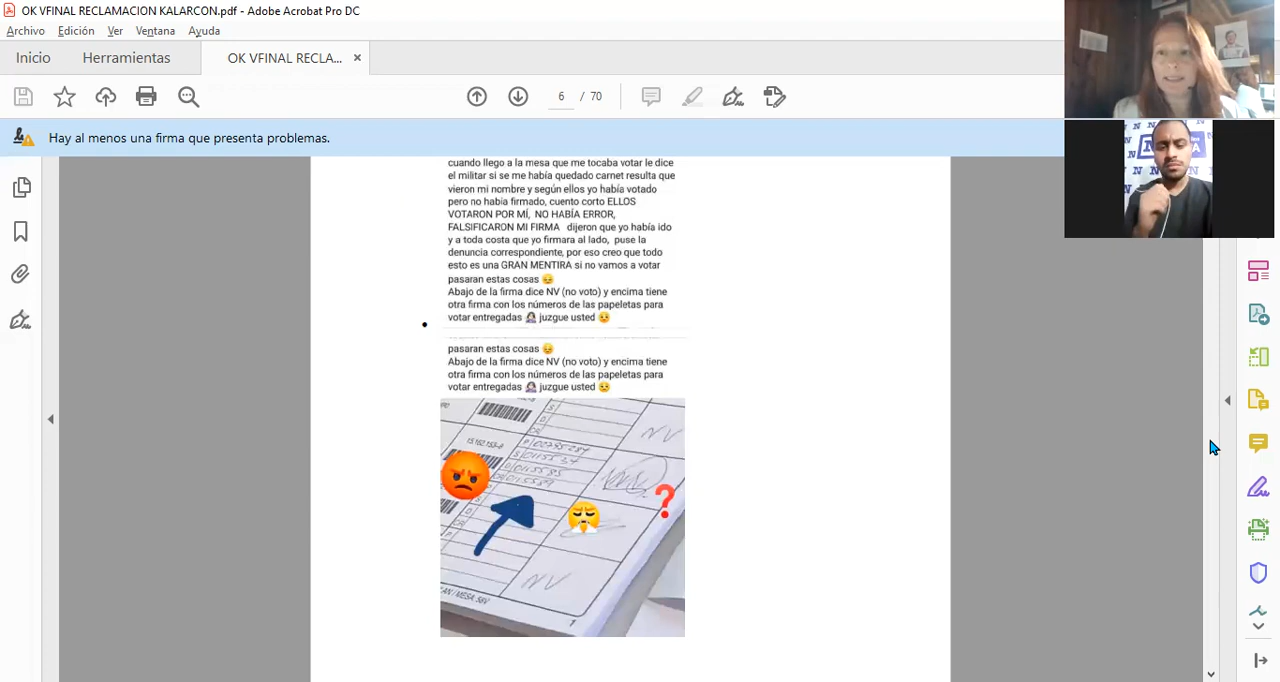 OK VFINAL RECLAMACION KALARCON.pdf - Adobe Acrobat Pro DC
Archivo Edición Ver Ventana Ayuda
Inicio Herramientas OK VFINAL RECLA... ×
6 / 70
Hay al menos una firma que presenta problemas.
cuando llego a la mesa que me tocaba votar le dice
el militar si se me había quedado carnet resulta que
vieron mi nombre y según ellos yo había votado
pero no habia firmado, cuento corto ELLOS
VOTARON POR MÍ, NO HABÍA ERROR,
FALSIFICARON MI FIRMA dijeron que yo había ido
y a toda costa que yo firmara al lado, puse la
denuncia correspondiente, por eso creo que todo
esto es una GRAN MENTIRA si no vamos a votar
pasaran estas cosas 😖
Abajo de la firma dice NV (no voto) y encima tiene
otra firma con los números de las papeletas para
votar entregadas 🤷🏻‍♀️ juzgue usted 😥
pasaran estas cosas 😖
Abajo de la firma dice NV (no voto) y encima tiene
otra firma con los números de las papeletas para
votar entregadas 🤷🏻‍♀️ juzgue usted 😥
NV
NV
1